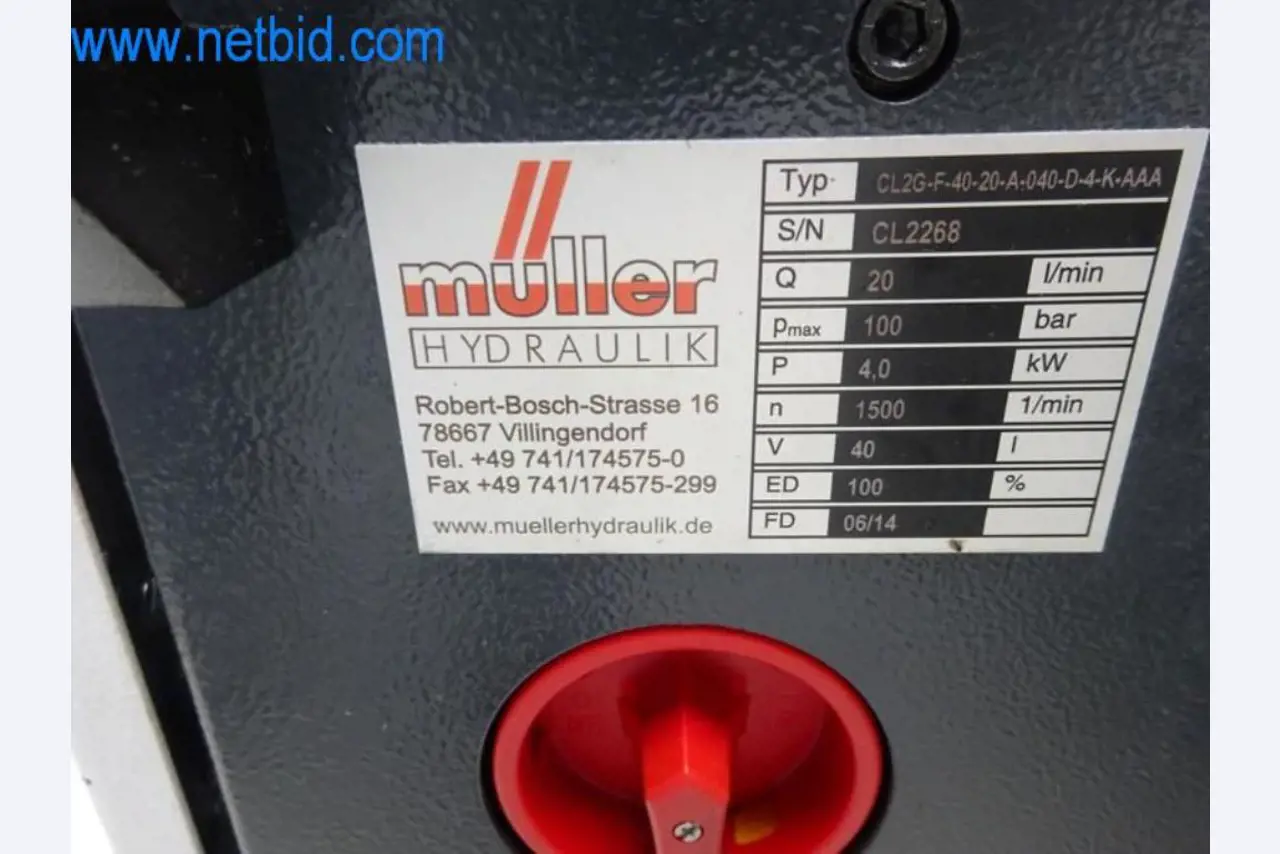 www.netbid.com
müller
HYDRAULIK
Robert-Bosch-Strasse 16
78667 Villingendorf
Tel. +49 741/174575-0
Fax +49 741/174575-299
www.muellerhydraulik.de
Typ CL2G-F-40-20-A-040-D-4-K-AAA
S/N CL2268
Q 20 l/min
pmax 100 bar
P 4,0 kW
n 1500 1/min
V 40 l
ED 100 %
FD 06/14